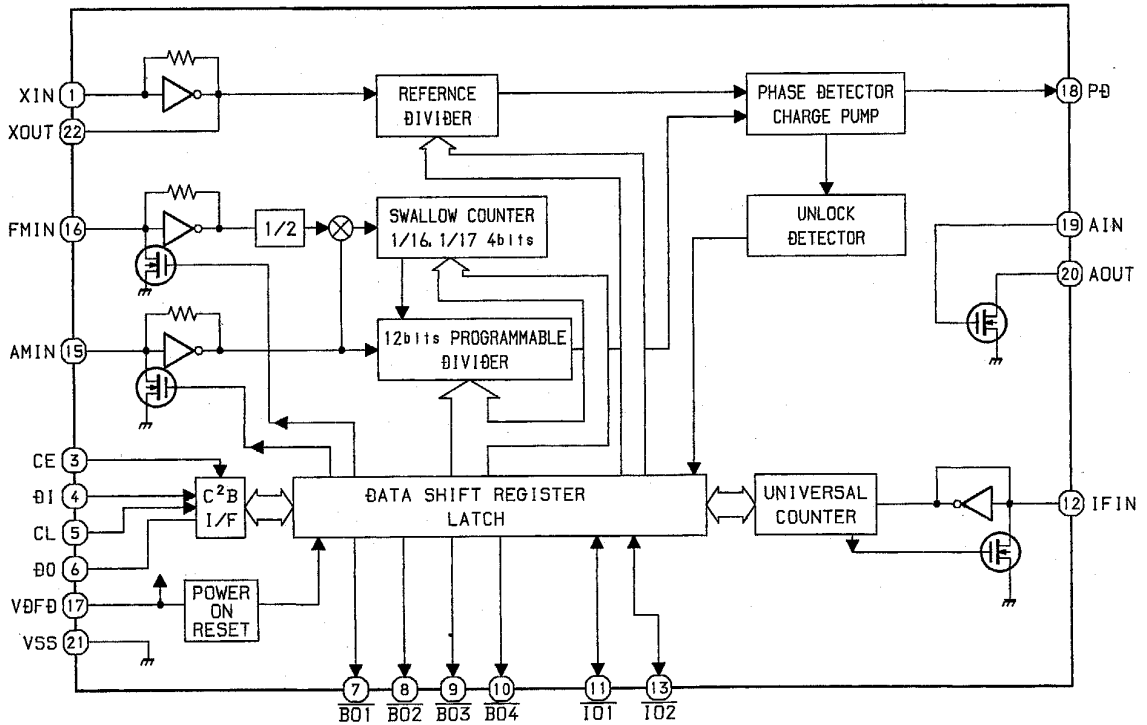 XIN 1
XOUT 22
REFERNCE
DIVIDER
PHASE DETECTOR
CHARGE PUMP
18 PD
FMIN 16
1/2
SWALLOW COUNTER
1/16. 1/17 4bits
UNLOCK
DETECTOR
19 AIN
20 AOUT
AMIN 15
12bits PROGRAMMABLE
DIVIDER
CE 3
DI 4
CL 5
DO 6
C²B
I/F
DATA SHIFT REGISTER
LATCH
UNIVERSAL
COUNTER
12 IFIN
VDFD 17
POWER
ON
RESET
VSS 21
7 8 9 10 11 13
BO1 BO2 BO3 BO4 IO1 IO2